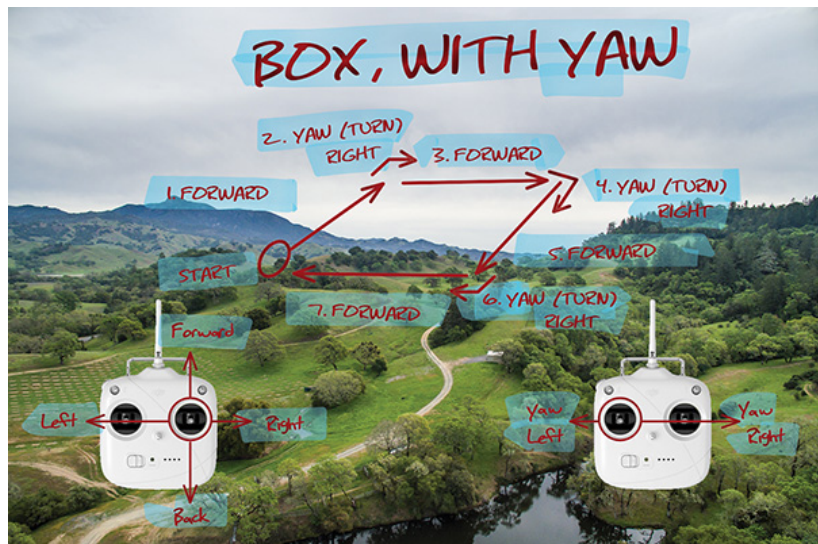 BOX, WITH YAW
2. YAW (TURN)
RIGHT
3. FORWARD
1. FORWARD
4. YAW (TURN)
RIGHT
5. FORWARD
START
6. YAW (TURN)
RIGHT
7. FORWARD
Forward
Left
Right
Back
Yaw
Left
Yaw
Right